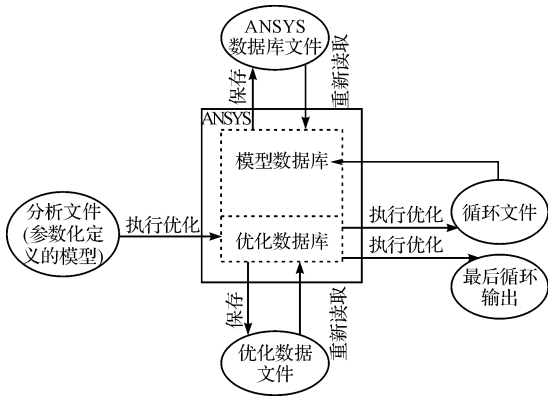 ANSYS
数据库文件
保存
重新读取
ANSYS
模型数据库
分析文件
(参数化定
义的模型)
执行优化
优化数据库
执行优化
循环文件
执行优化
最后循环
输出
保存
重新读取
优化数据
文件